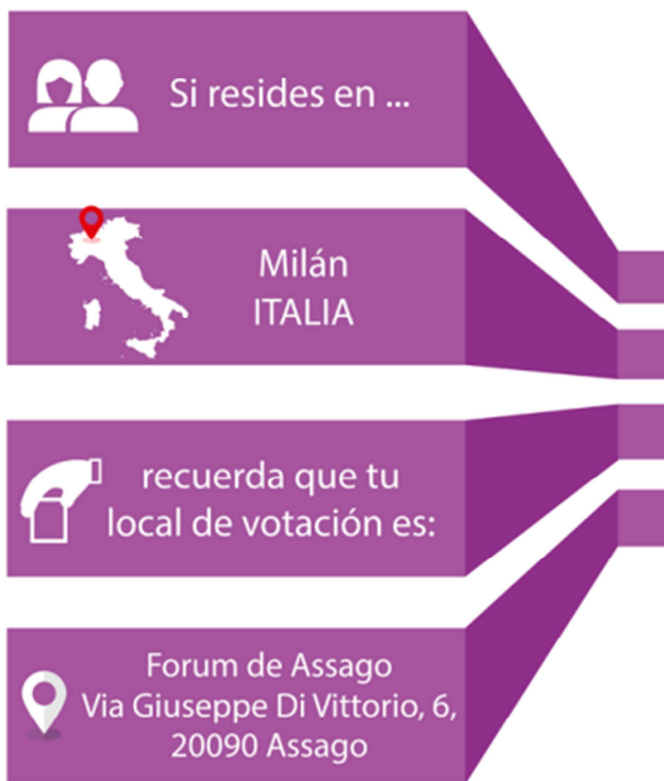 Si resides en ...
Milán
ITALIA
recuerda que tu
local de votación es:
Forum de Assago
Via Giuseppe Di Vittorio, 6,
20090 Assago